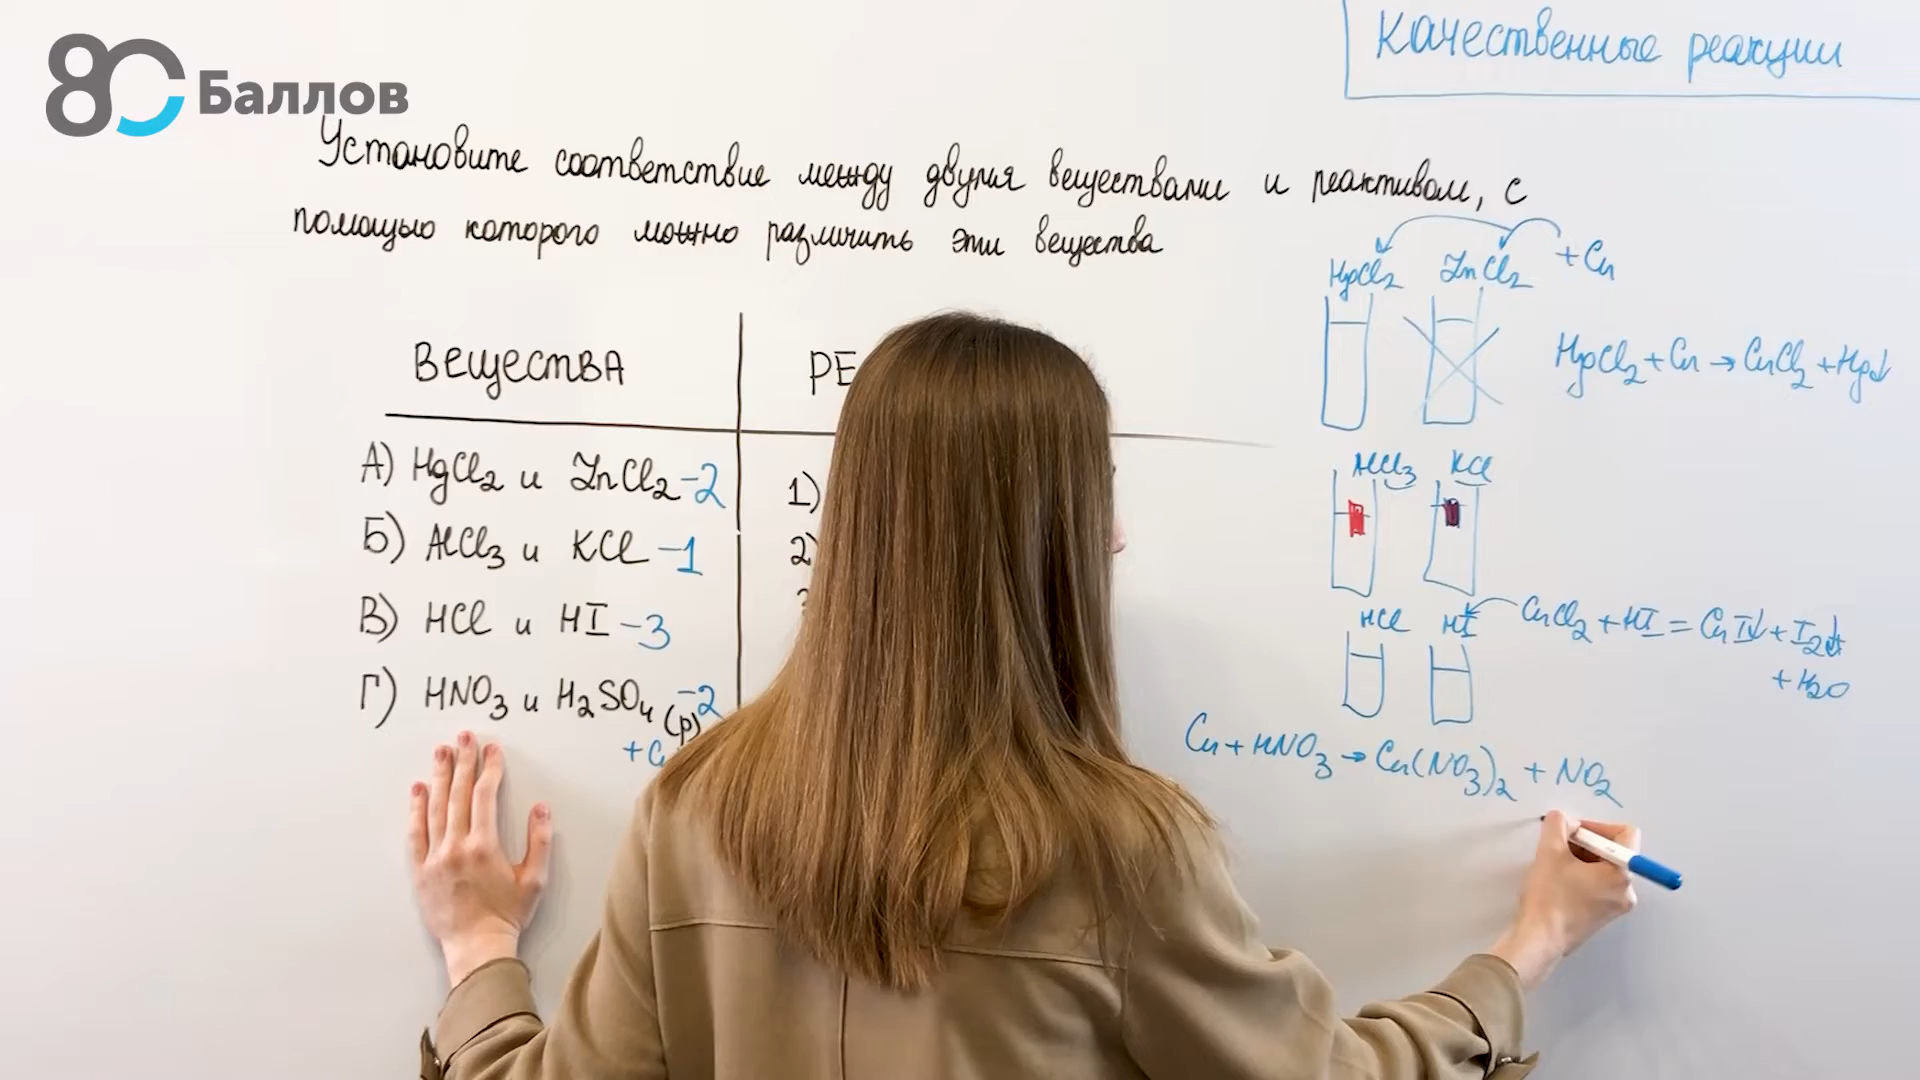 80 Баллов
Качественные реакции
Установите соответствие между двумя веществами и реактивом, с
помощью которого можно различить эти вещества
ВЕЩЕСТВА
РЕ
А) HgCl2 и ZnCl2 -2
Б) AlCl3 и KCl -1
В) HCl и HI -3
Г) HNO3 и H2SO4 (р) -2
+C
1)
2)
HgCl2 ZnCl2 +Cu
HgCl2 + Cu → CuCl2 + Hg↓
AlCl3 KCl
HCl HI CuCl2 + HI = CuI↓ + I2↓
+ H2O
Cu + HNO3 → Cu(NO3)2 + NO2